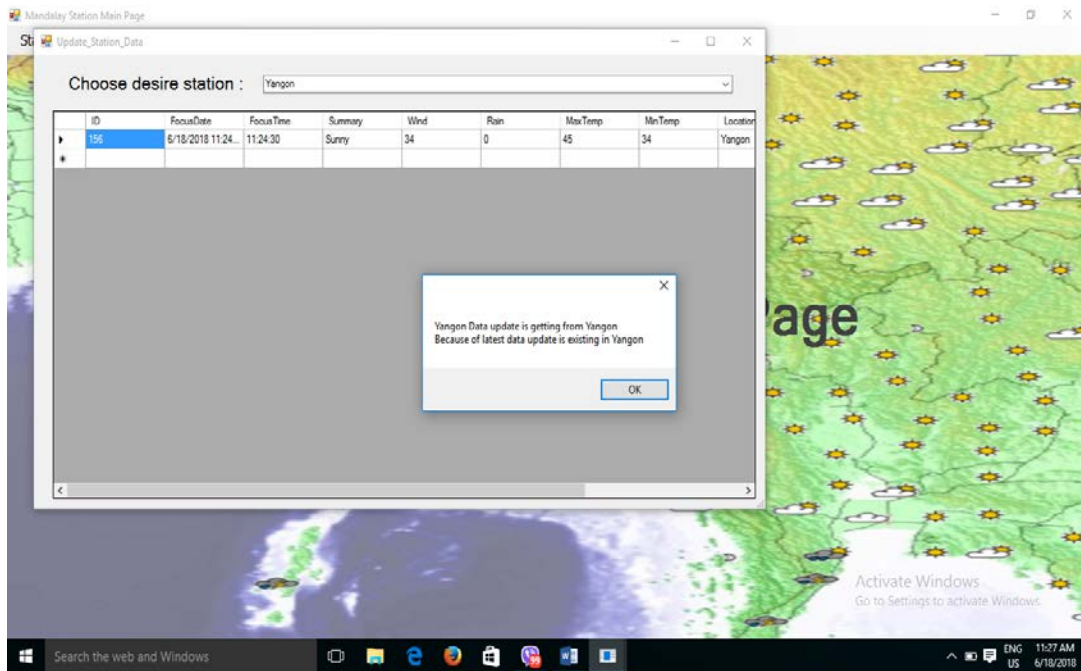 Mandalay Station Main Page
Update_Station_Data
Choose desire station :
Yangon
ID FocusDate FocusTime Summary Wind Rain MaxTemp MinTemp Location
156 6/18/2018 11:24... 11:24:30 Sunny 34 0 45 34 Yangon
Yangon Data update is getting from Yangon
Because of latest data update is existing in Yangon
OK
age
Activate Windows
Go to Settings to activate Windows.
Search the web and Windows
99
ENG 11:27 AM
US 6/18/2018